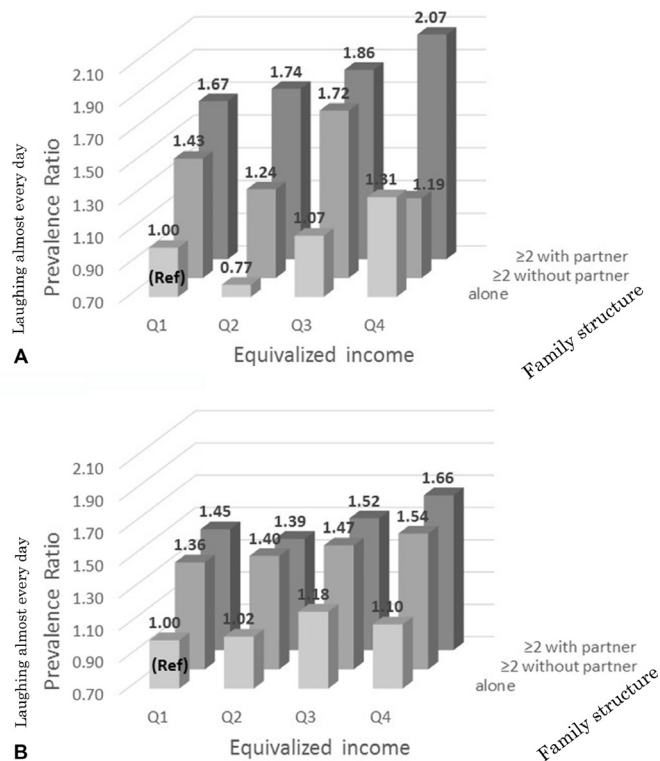 2.07
1.86
1.74
1.67
1.72
1.43
1.24
1.31
1.19
1.00
1.07
0.77
(Ref)
2.10
1.90
1.70
1.50
1.30
1.10
0.90
0.70
Laughing almost every day
Prevalence Ratio
≥2 with partner
≥2 without partner
alone
Q1 Q2 Q3 Q4
Equivalized income
Family structure
A
1.66
1.45
1.39
1.52
1.36
1.40
1.47
1.54
1.00
1.02
1.18
1.10
(Ref)
2.10
1.90
1.70
1.50
1.30
1.10
0.90
0.70
Laughing almost every day
Prevalence Ratio
≥2 with partner
≥2 without partner
alone
Q1 Q2 Q3 Q4
Equivalized income
Family structure
B